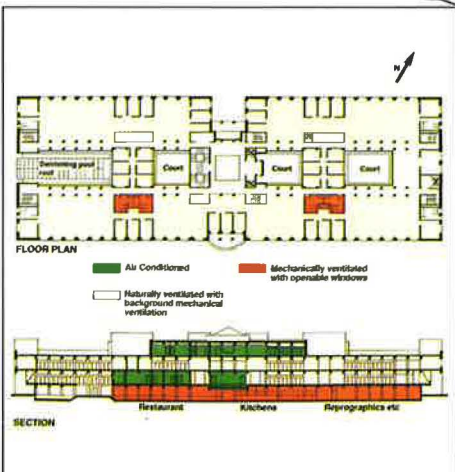 N
Swimming pool
roof
Court
Court
Court
FLOOR PLAN
Air Conditioned
Mechanically ventilated
with openable windows
Naturally ventilated with
background mechanical
ventilation
Restaurant
Kitchens
Reprographics etc
SECTION